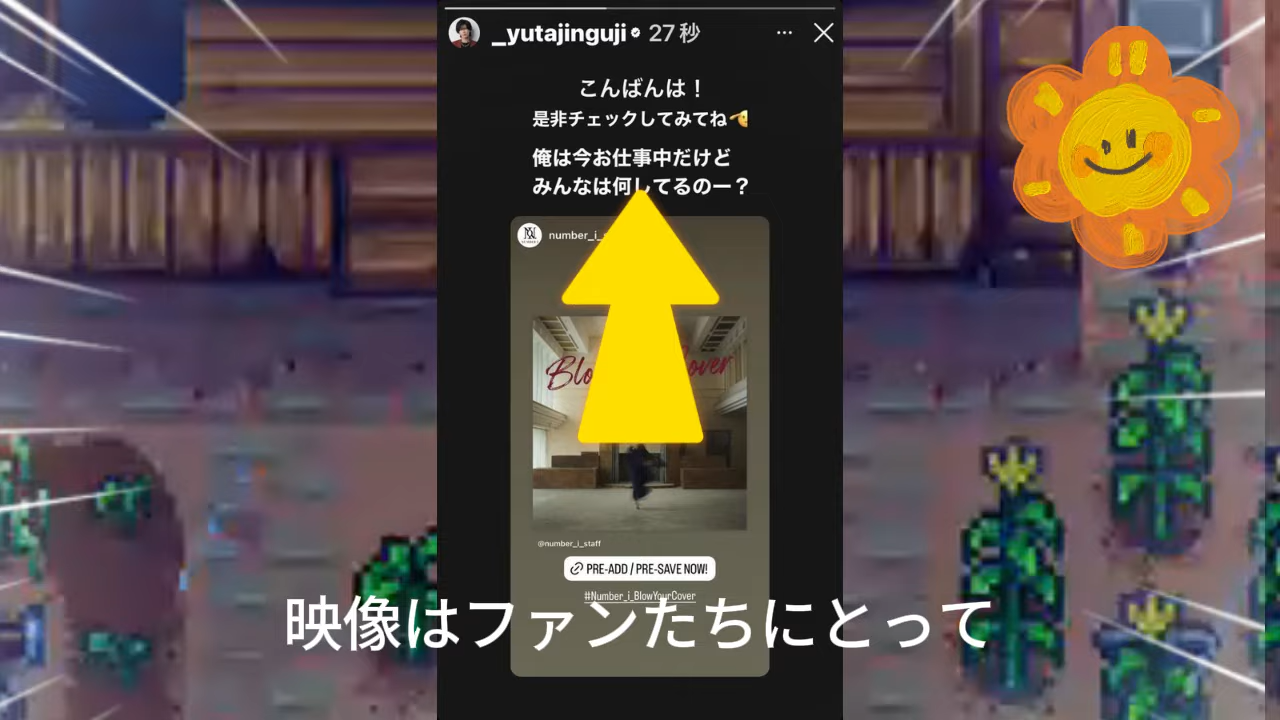 _yutajinguji 27秒
こんばんは！
是非チェックしてみてね
俺は今お仕事中だけど
みんなは何してるのー？
number_i_s
Blo over
@number_i_staff
PRE-ADD / PRE-SAVE NOW!
#Number_i_BlowYourCover
映像はファンたちにとって